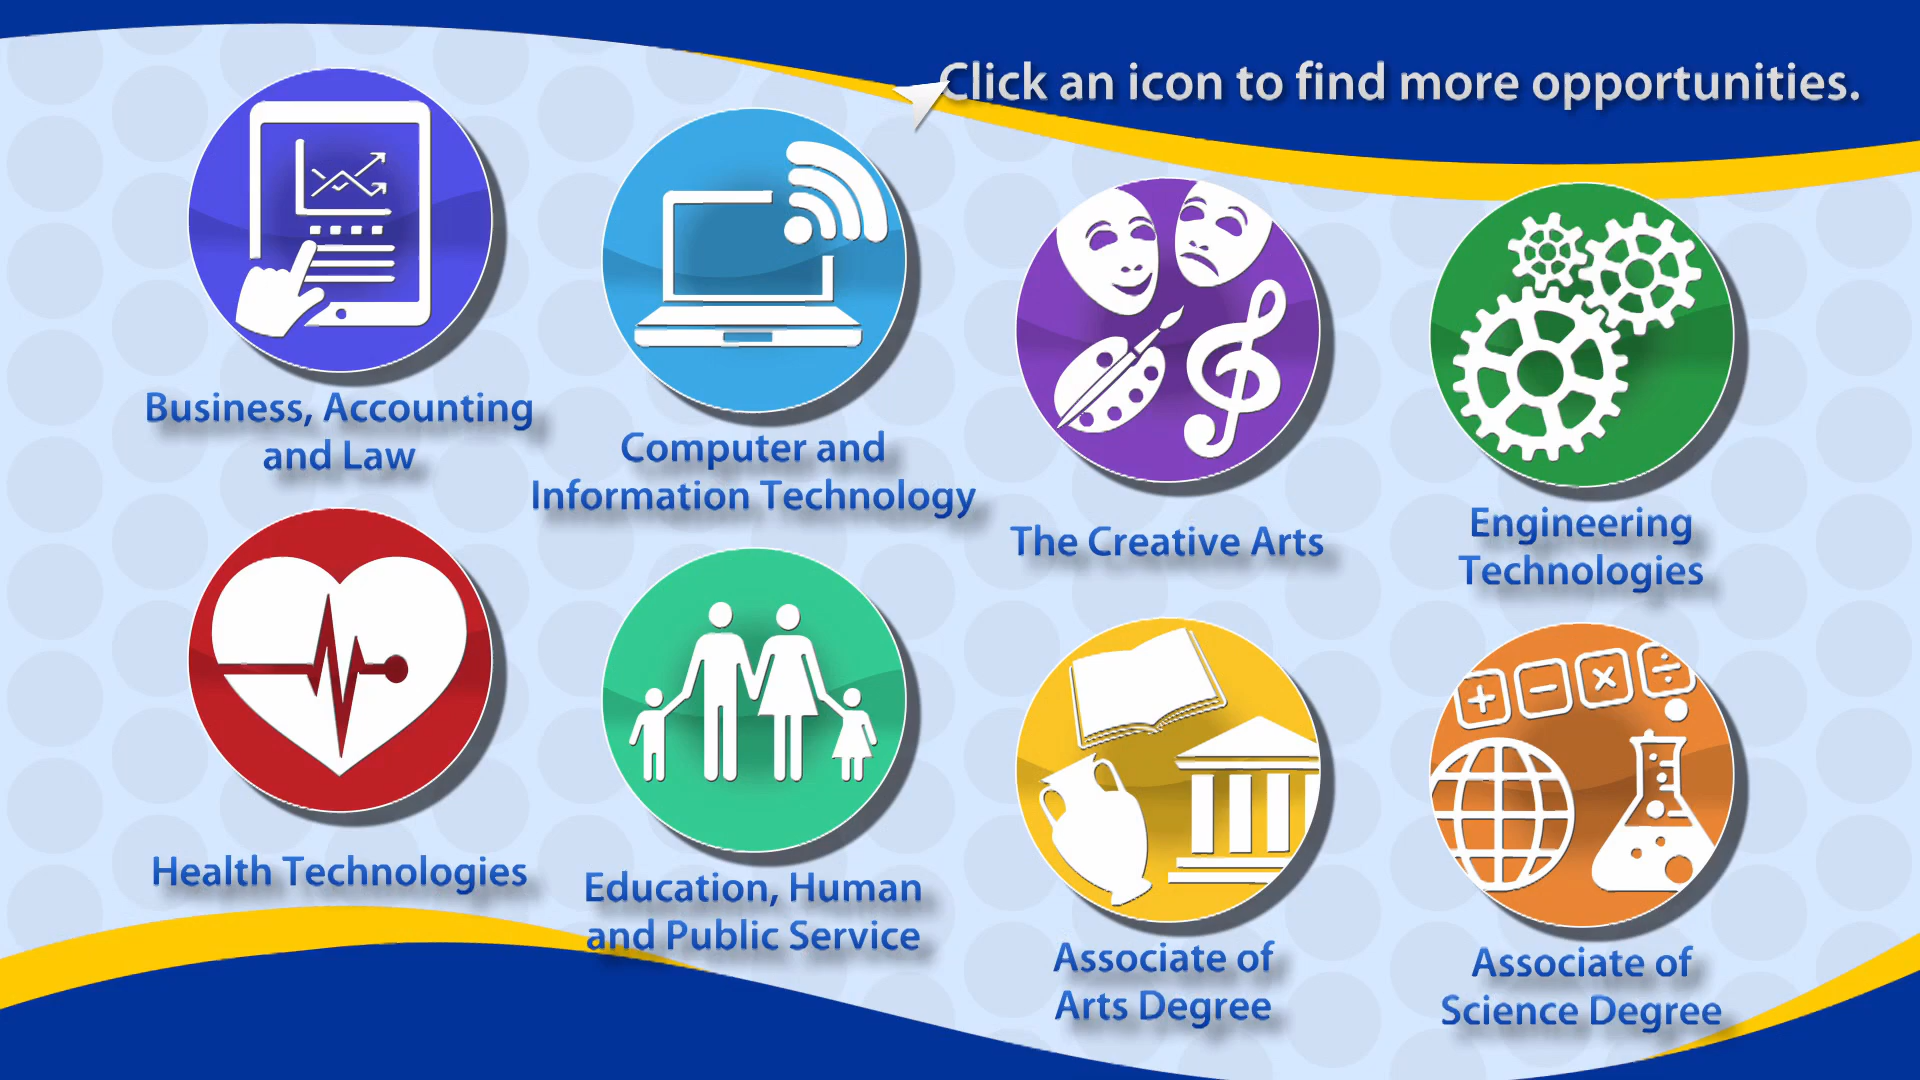 Click an icon to find more opportunities.
Business, Accounting
and Law
Computer and
Information Technology
The Creative Arts
Engineering
Technologies
Health Technologies
Education, Human
and Public Service
Associate of
Arts Degree
Associate of
Science Degree